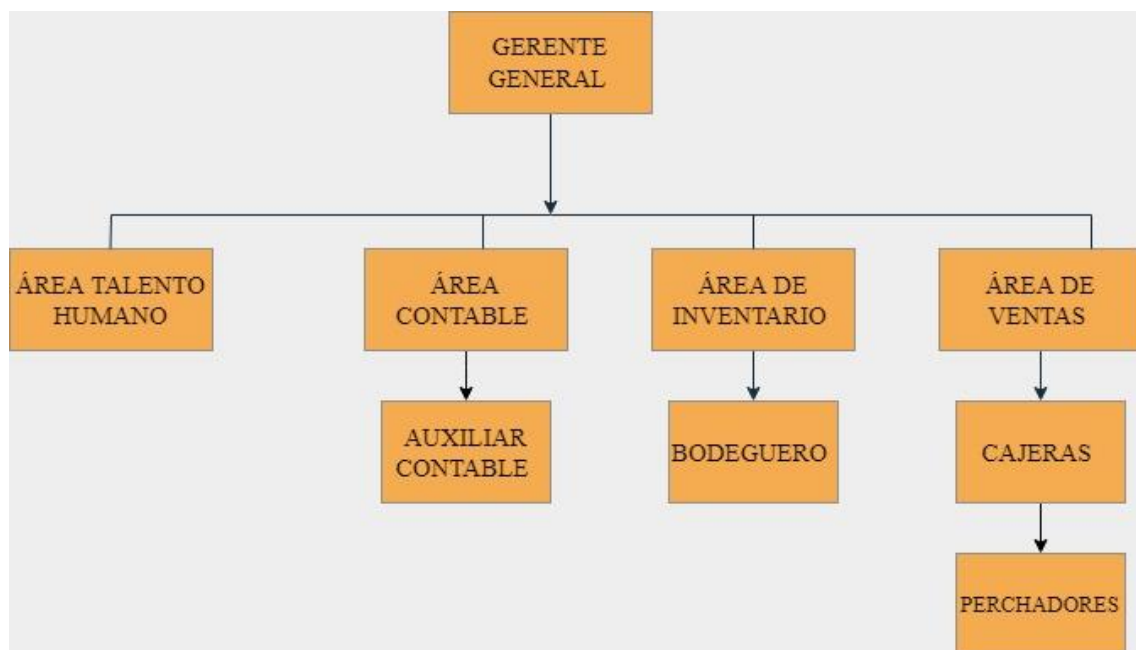 GERENTE
GENERAL
ÁREA TALENTO
HUMANO
ÁREA
CONTABLE
ÁREA DE
INVENTARIO
ÁREA DE
VENTAS
AUXILIAR
CONTABLE
BODEGUERO
CAJERAS
PERCHADORES